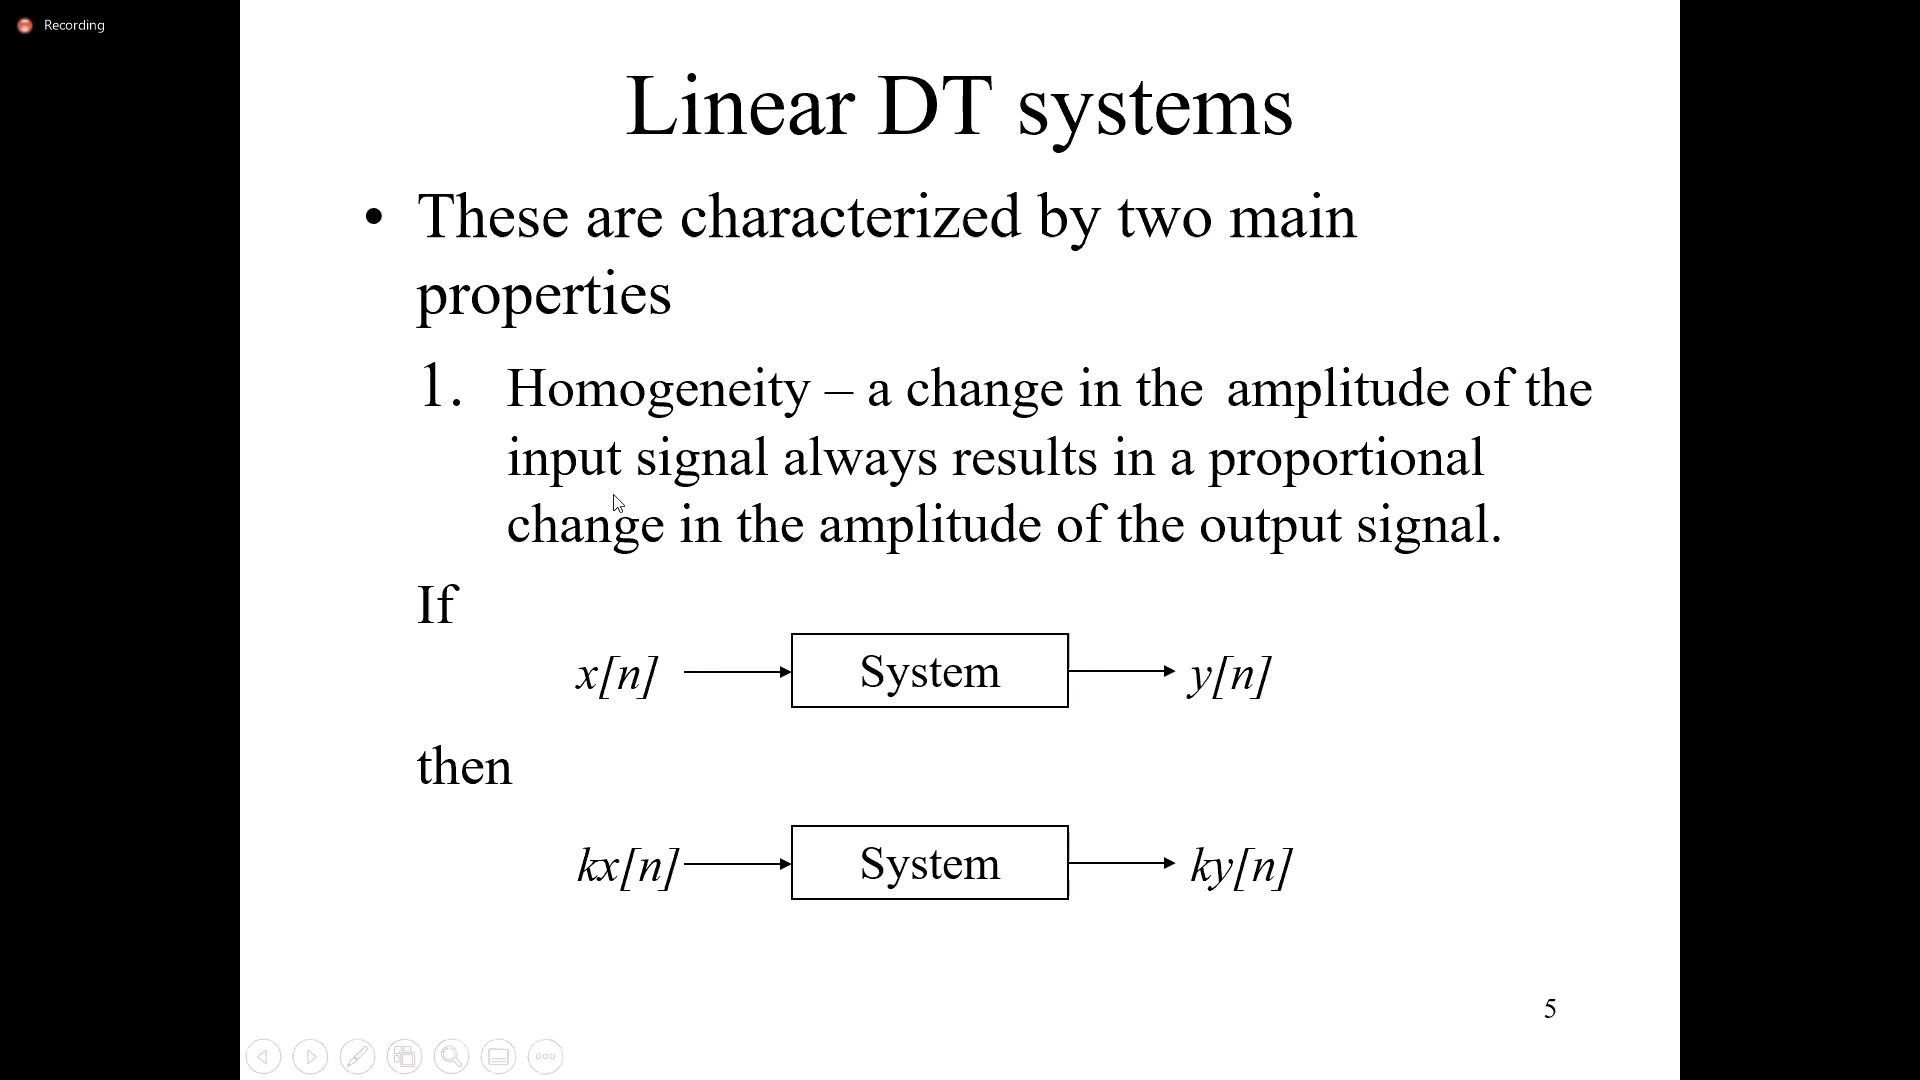 Recording
Linear DT systems
• These are characterized by two main
properties
1. Homogeneity – a change in the amplitude of the
input signal always results in a proportional
change in the amplitude of the output signal.
If
x[n] System y[n]
then
kx[n] System ky[n]
5